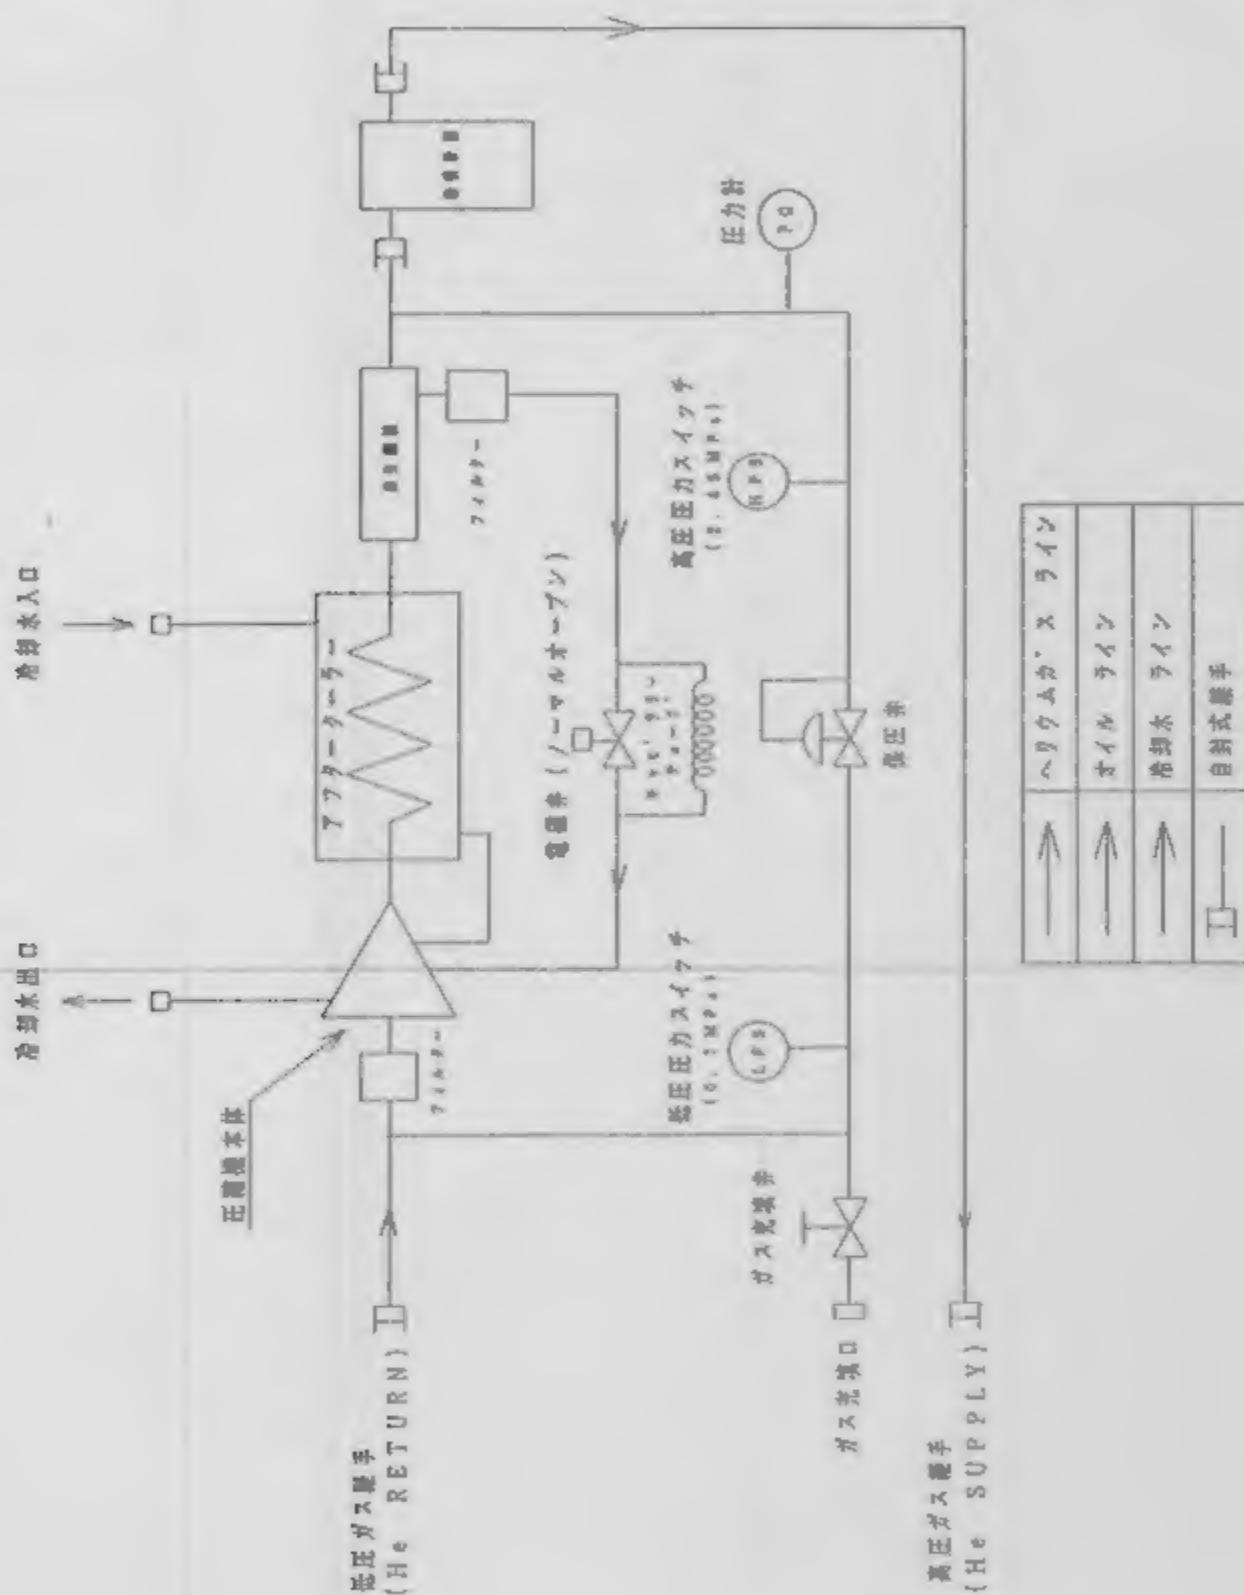 冷却水出口
冷却水入口
圧縮機本体
アフタークーラー
フィルター
フィルター
電磁弁(ノーマルオープン)
低圧圧力スイッチ
高圧圧力スイッチ
圧力計
LPS
HPS
ガス充填弁
低圧ガス継手
(He RETURN)
ガス充填口
高圧ガス継手
(He SUPPLY)
ヘリウムガス ライン
オイル ライン
冷却水 ライン
自封式継手